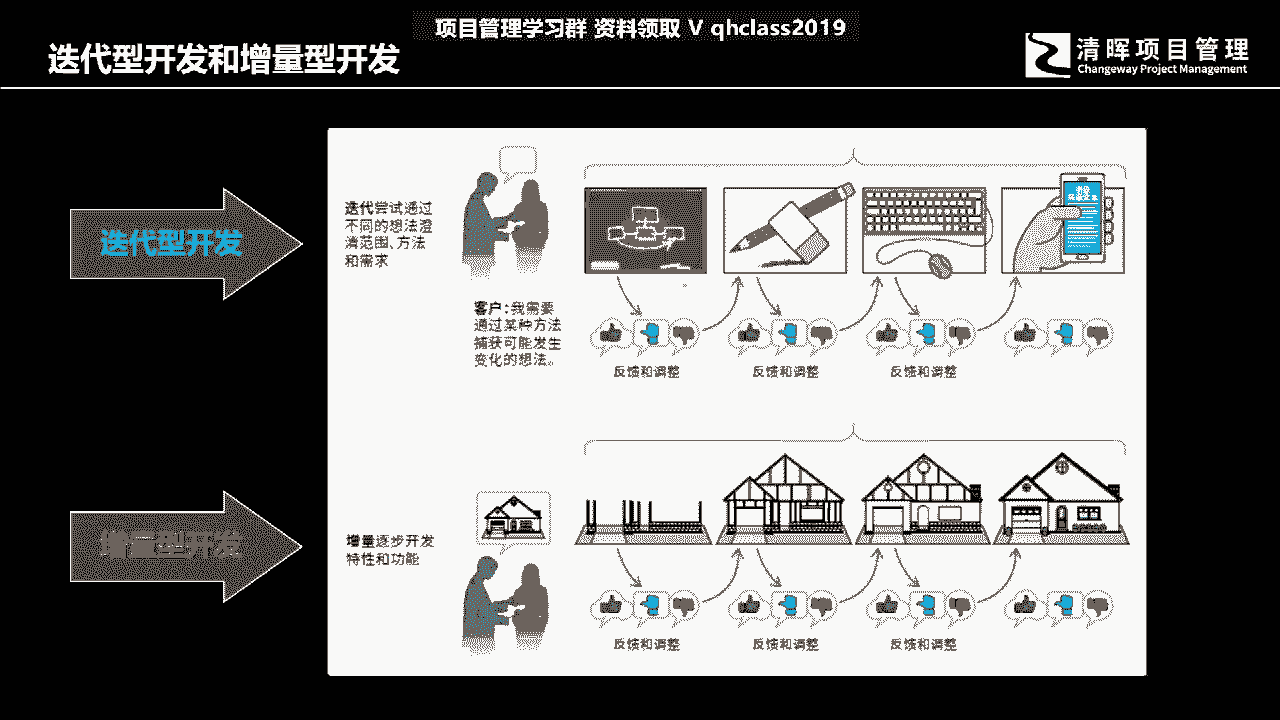 项目管理学习群 资料领取 V qhclass2019
迭代型开发和增量型开发
清晖项目管理
Changeway Project Management
迭代型开发
迭代尝试通过
不同的想法澄
清范围、方法
和需求
客户：我需要
通过某种方法
捕获可能发生
变化的想法。
反馈和调整
反馈和调整
反馈和调整
增量型开发
增量逐步开发
特性和功能
反馈和调整
反馈和调整
反馈和调整